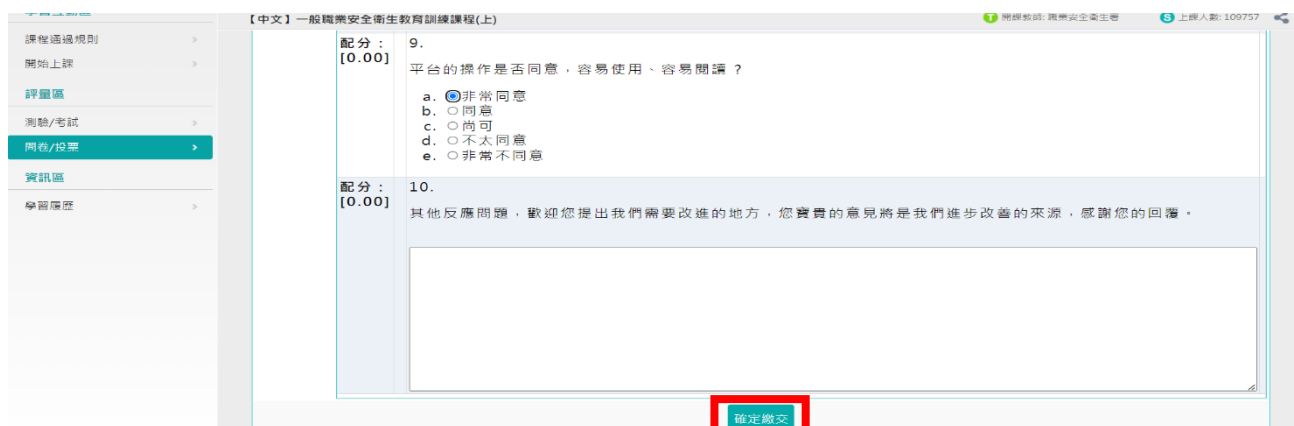 【中文】一般職業安全衛生教育訓練課程(上)
T 開課教師: 職業安全衛生署
S 上課人數: 109757
課程通過規則
開始上課
評量區
測驗/考試
問卷/投票
資訊區
學習履歷
配分：
[0.00]
9.
平台的操作是否同意，容易使用、容易閱讀？
a. 非常同意
b. 同意
c. 尚可
d. 不太同意
e. 非常不同意
配分：
[0.00]
10.
其他反應問題，歡迎您提出我們需要改進的地方，您寶貴的意見將是我們進步改善的來源，感謝您的回覆。
確定繳交